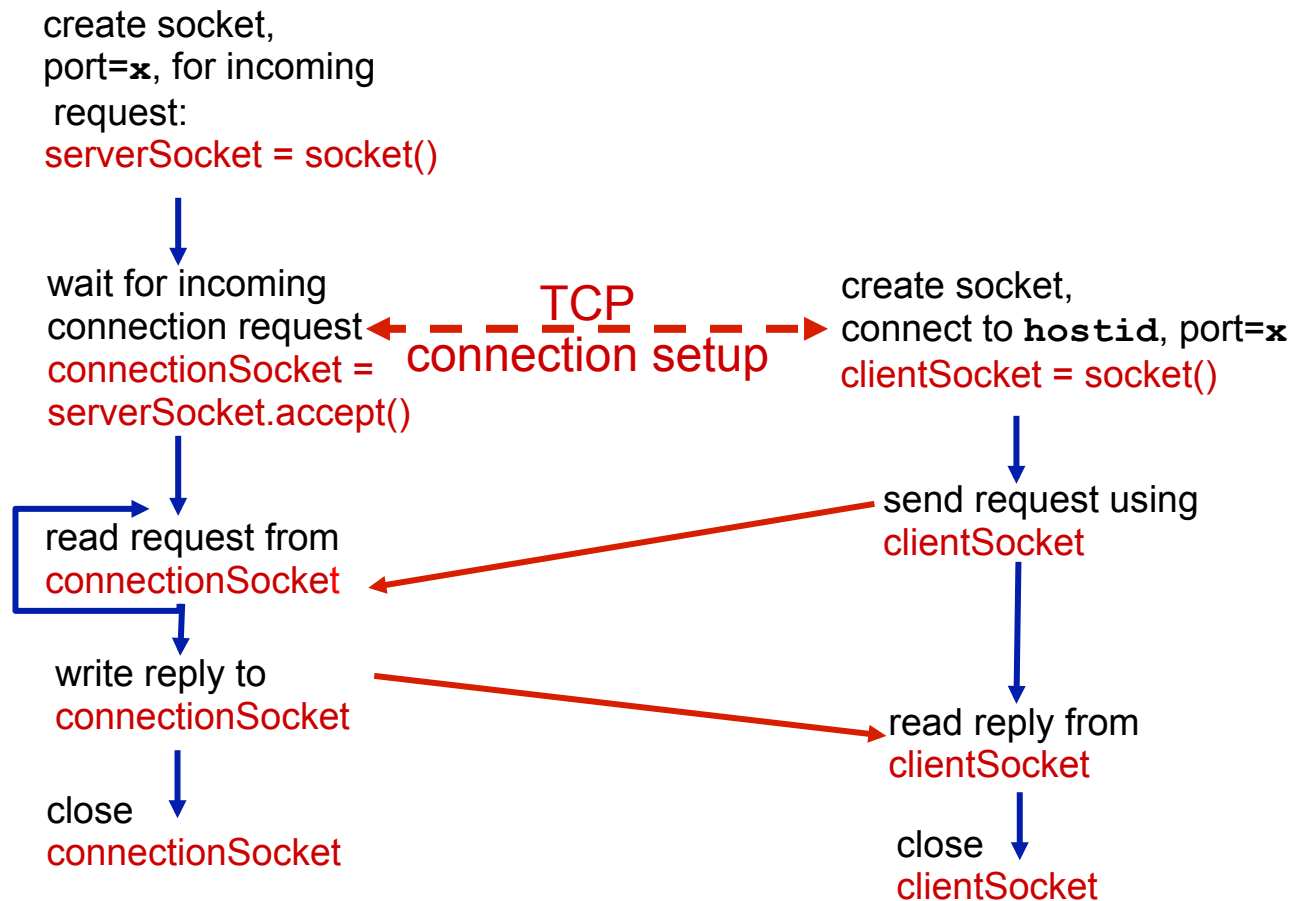 create socket,
port=x, for incoming
request:
serverSocket = socket()
wait for incoming
connection request
connectionSocket =
serverSocket.accept()
TCP
connection setup
create socket,
connect to hostid, port=x
clientSocket = socket()
read request from
connectionSocket
send request using
clientSocket
write reply to
connectionSocket
read reply from
clientSocket
close
connectionSocket
close
clientSocket